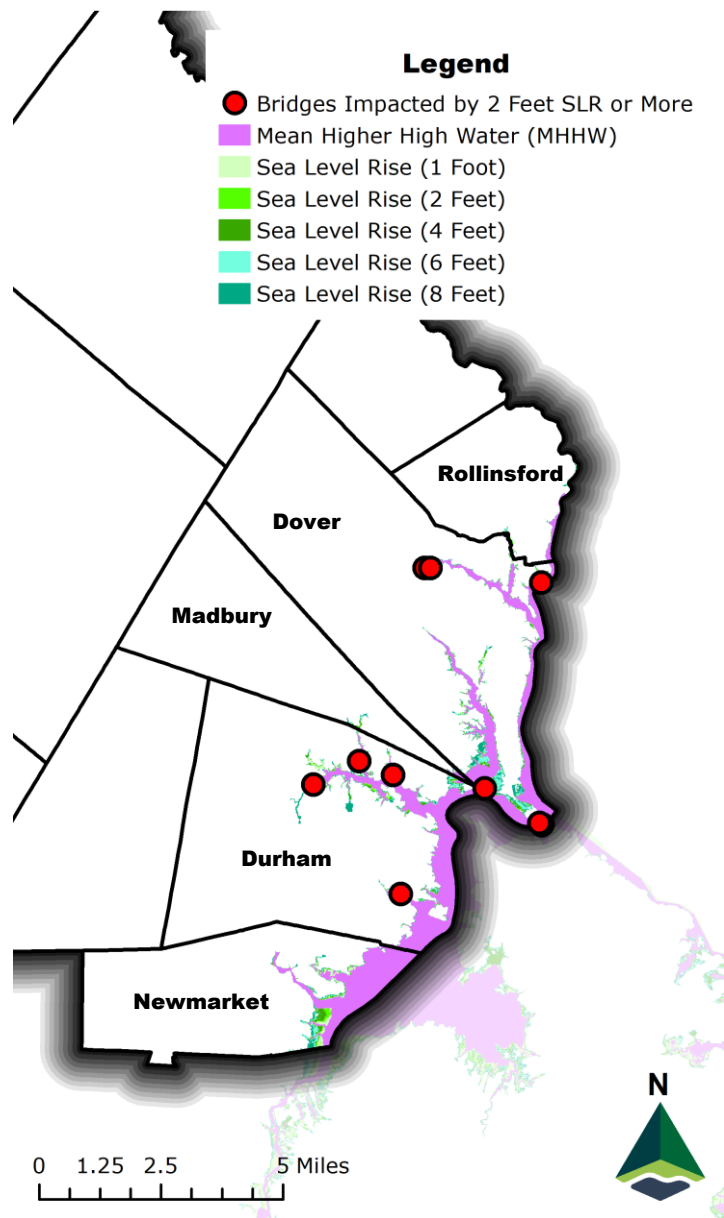 Legend
Bridges Impacted by 2 Feet SLR or More
Mean Higher High Water (MHHW)
Sea Level Rise (1 Foot)
Sea Level Rise (2 Feet)
Sea Level Rise (4 Feet)
Sea Level Rise (6 Feet)
Sea Level Rise (8 Feet)
Rollinsford
Dover
Madbury
Durham
Newmarket
N
0 1.25 2.5 5 Miles